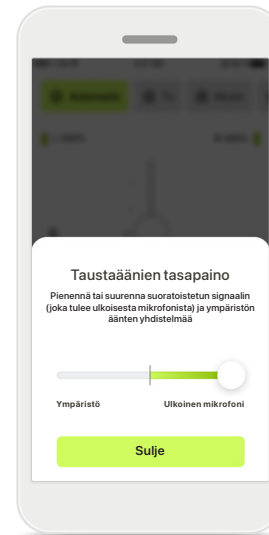 Taustaäänien tasapaino
Pienennä tai suurenna suoratoistetun signaalin
(joka tulee ulkoisesta mikrofonista) ja ympäristön
äänten yhdistelmää
Ympäristö
Ulkoinen mikrofoni
Sulje